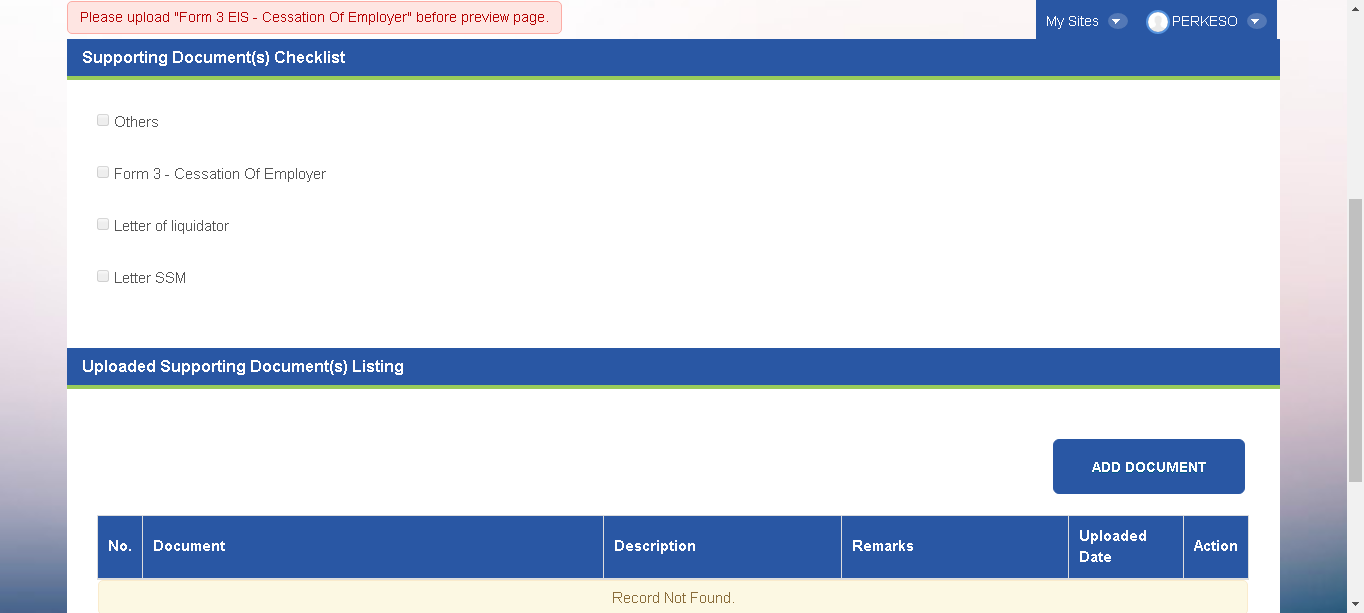 Please upload "Form 3 EIS - Cessation Of Employer" before preview page.
My Sites
PERKESO
Supporting Document(s) Checklist
Others
Form 3 - Cessation Of Employer
Letter of liquidator
Letter SSM
Uploaded Supporting Document(s) Listing
ADD DOCUMENT
No.
Document
Description
Remarks
Uploaded
Date
Action
Record Not Found.